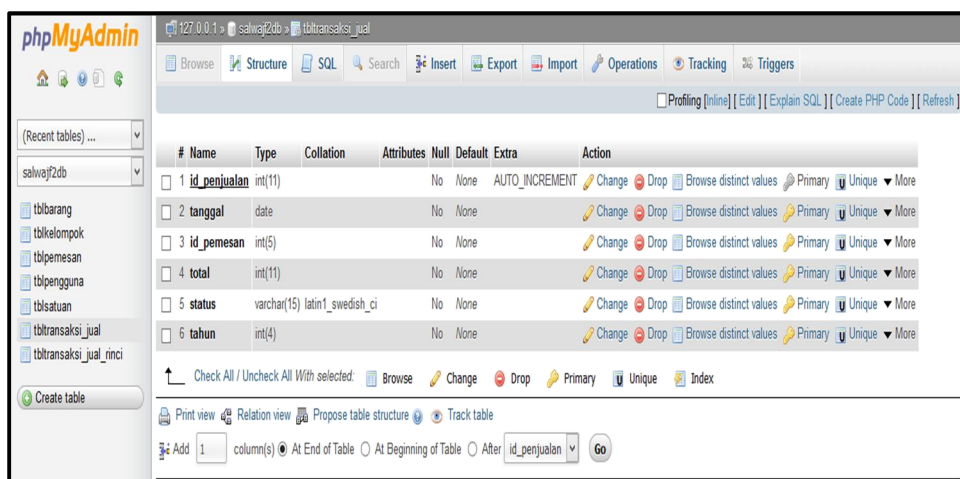 phpMyAdmin
127.0.0.1 » salwajf2db » tbltransaksi_jual
Browse Structure SQL Search Insert Export Import Operations Tracking Triggers
Profiling [Inline] [ Edit ] [ Explain SQL ] [ Create PHP Code ] [ Refresh ]
(Recent tables) ...
salwajf2db
tblbarang
tblkelompok
tblpemesan
tblpengguna
tblsatuan
tbltransaksi_jual
tbltransaksi_jual_rinci
Create table
# Name Type Collation Attributes Null Default Extra Action
1 id_penjualan int(11) No None AUTO_INCREMENT Change Drop Browse distinct values Primary Unique More
2 tanggal date No None Change Drop Browse distinct values Primary Unique More
3 id_pemesan int(5) No None Change Drop Browse distinct values Primary Unique More
4 total int(11) No None Change Drop Browse distinct values Primary Unique More
5 status varchar(15) latin1_swedish_ci No None Change Drop Browse distinct values Primary Unique More
6 tahun int(4) No None Change Drop Browse distinct values Primary Unique More
Check All / Uncheck All With selected: Browse Change Drop Primary Unique Index
Print view Relation view Propose table structure Track table
Add 1 column(s) At End of Table At Beginning of Table After id_penjualan Go